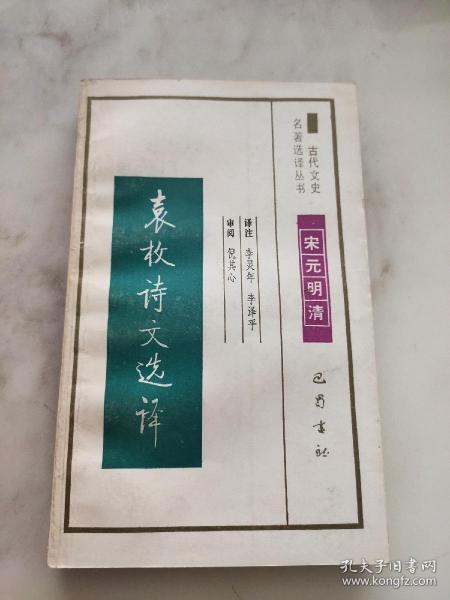 古代文史
名著选译丛书
宋元明清
巴蜀书社
译注 李灵年 李泽平
审阅 倪其心
袁枚诗文选译
孔夫子旧书网
www.kongfz.com